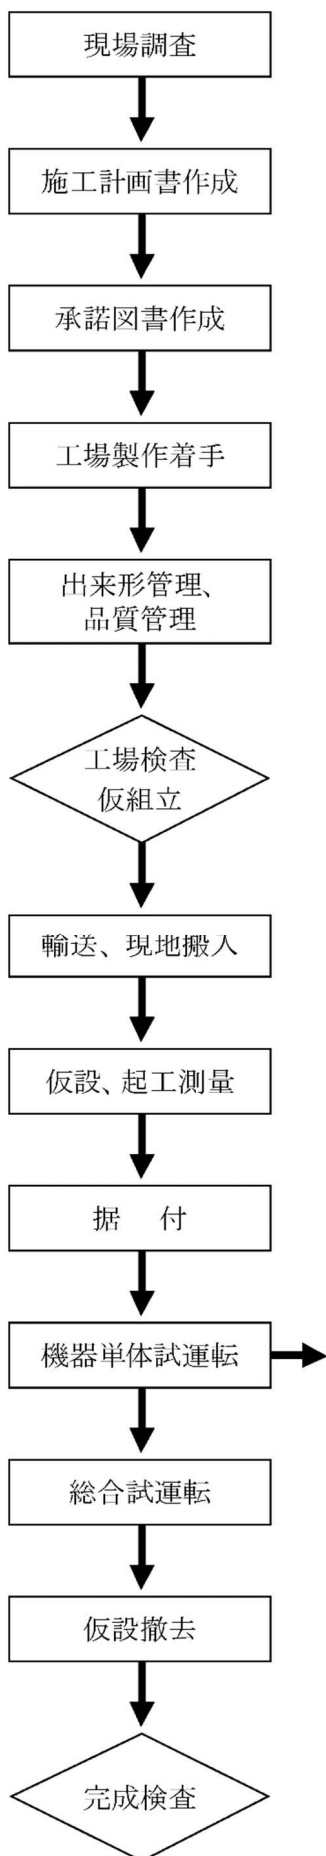 現場調査
施工計画書作成
承諾図書作成
工場製作着手
出来形管理、
品質管理
工場検査
仮組立
輸送、現地搬入
仮設、起工測量
据　付
機器単体試運転
総合試運転
仮設撤去
完成検査